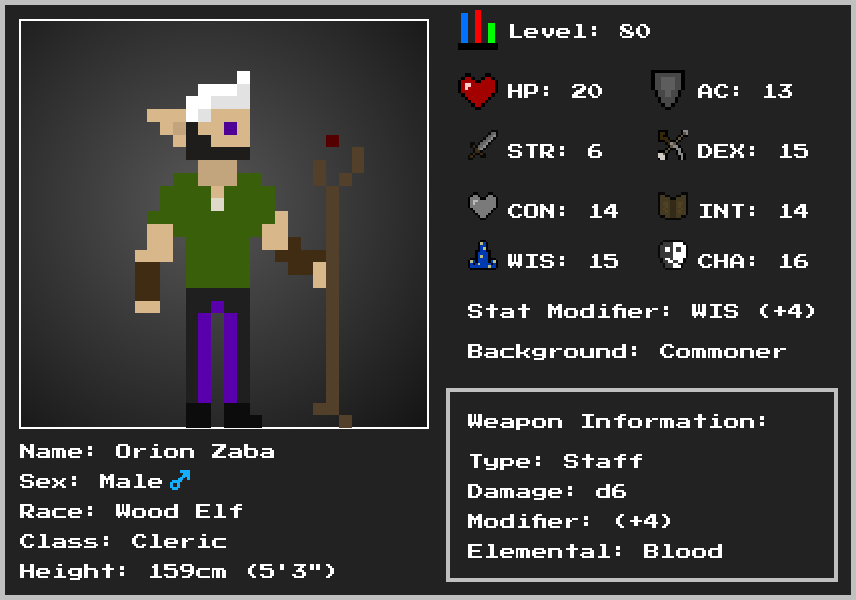 Level: 80
HP: 20 AC: 13
STR: 6 DEX: 15
CON: 14 INT: 14
WIS: 15 CHA: 16
Stat Modifier: WIS (+4)
Background: Commoner
Weapon Information:
Type: Staff
Damage: d6
Modifier: (+4)
Elemental: Blood
Name: Orion Zaba
Sex: Male ♂
Race: Wood Elf
Class: Cleric
Height: 159cm (5'3")